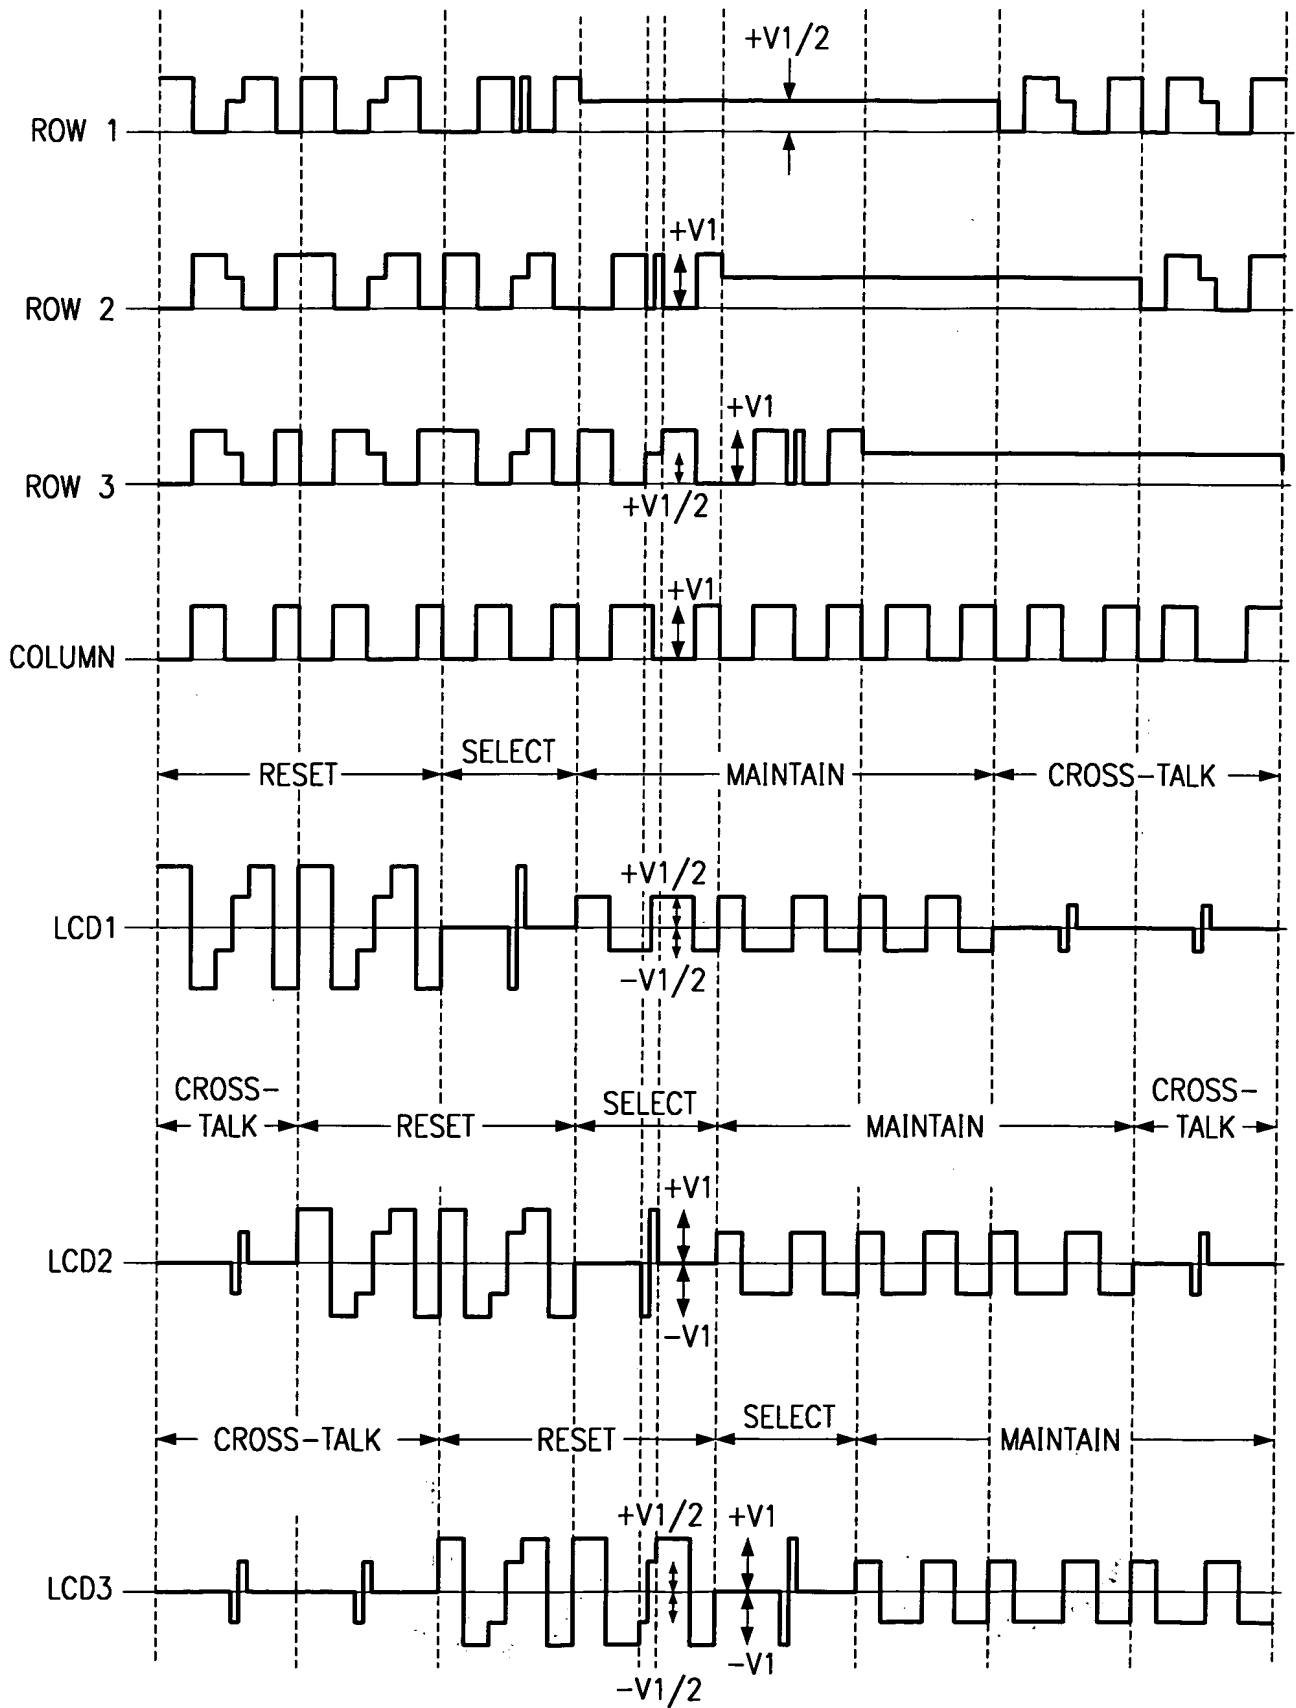 +V1/2
ROW 1
+V1
ROW 2
+V1
ROW 3
+V1/2
+V1
COLUMN
RESET
SELECT
MAINTAIN
CROSS-TALK
+V1/2
LCD1
-V1/2
CROSS-
TALK
RESET
SELECT
MAINTAIN
CROSS-
TALK
+V1
LCD2
-V1
CROSS-TALK
RESET
SELECT
MAINTAIN
+V1/2
+V1
LCD3
-V1
-V1/2